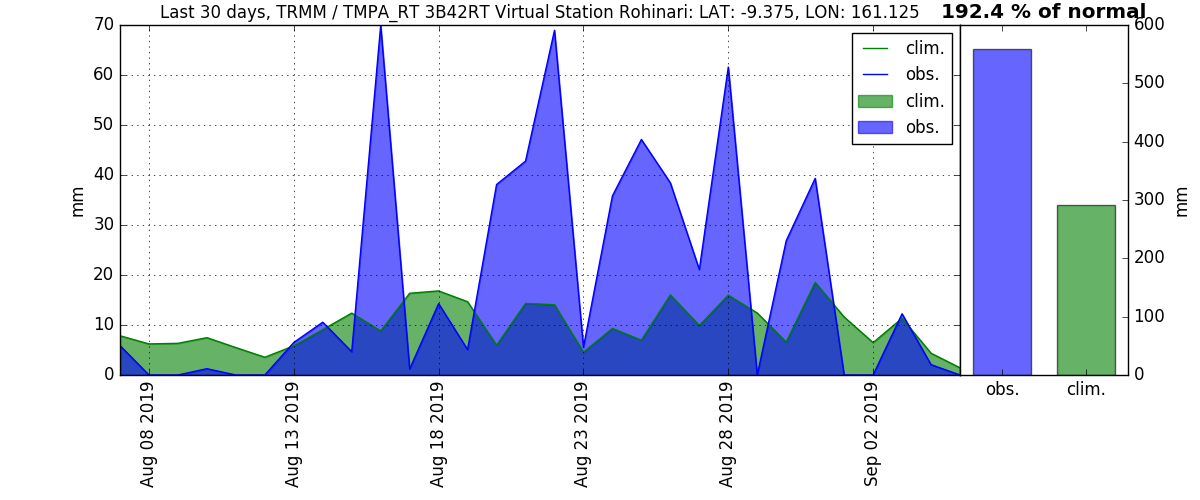 Last 30 days, TRMM / TMPA_RT 3B42RT Virtual Station Rohinari: LAT: -9.375, LON: 161.125
192.4 % of normal
70
60
50
40
30
20
10
0
mm
clim.
obs.
clim.
obs.
600
500
400
300
200
100
0
mm
obs.
clim.
Aug 08 2019
Aug 13 2019
Aug 18 2019
Aug 23 2019
Aug 28 2019
Sep 02 2019